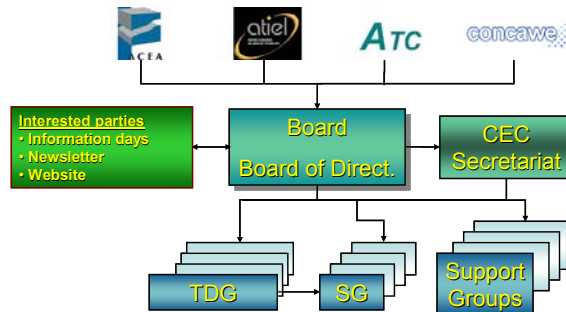 ACEA
atiel
ATC
concawe
Interested parties
• Information days
• Newsletter
• Website
Board
Board of Direct.
CEC
Secretariat
TDG
SG
Support
Groups